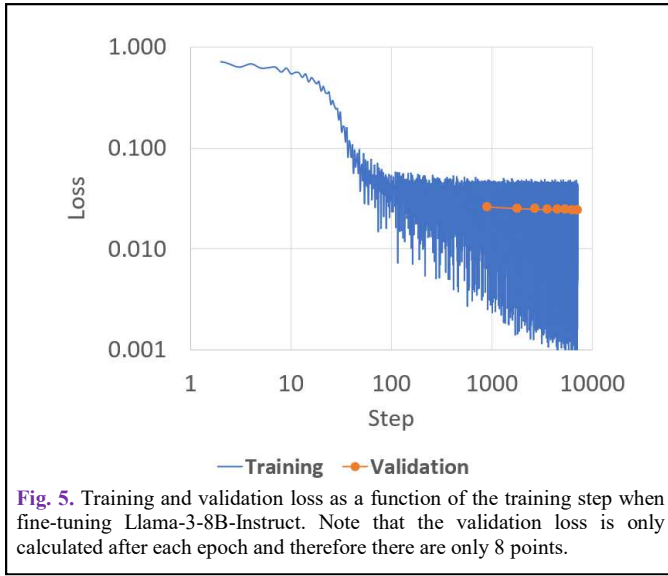 1.000
0.100
0.010
0.001
Loss
1 10 100 1000 10000
Step
Training Validation
Fig. 5. Training and validation loss as a function of the training step when
fine-tuning Llama-3-8B-Instruct. Note that the validation loss is only
calculated after each epoch and therefore there are only 8 points.